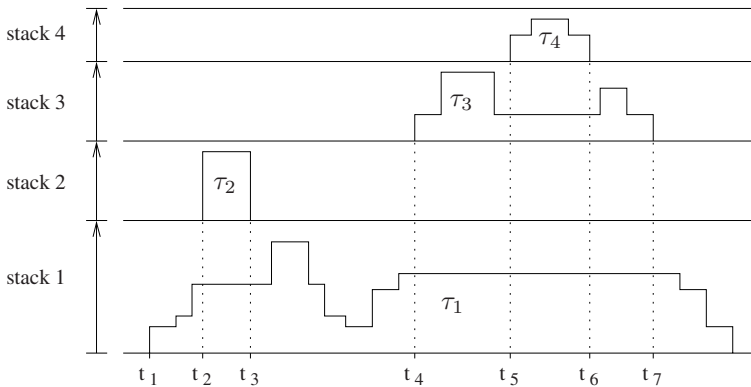 stack 4
τ4
stack 3
τ3
stack 2
τ2
stack 1
τ1
t1 t2 t3 t4 t5 t6 t7